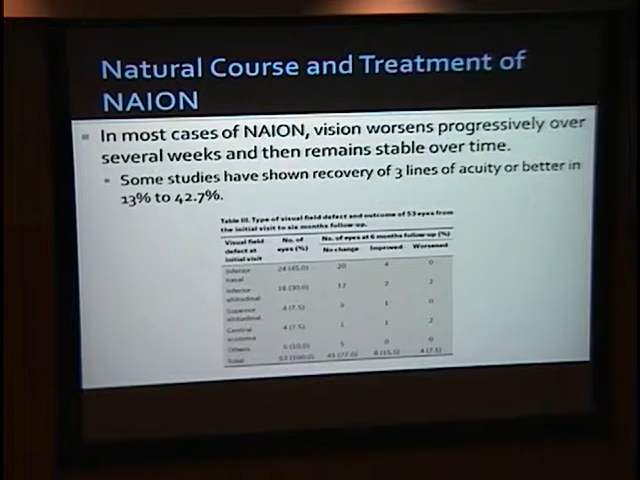 Natural Course and Treatment of
NAION
In most cases of NAION, vision worsens progressively over
several weeks and then remains stable over time.
Some studies have shown recovery of 3 lines of acuity or better in
13% to 42.7%.
Table III. Type of visual field defect and outcome of 53 eyes from
the initial visit to six months follow-up.
Visual field defect at initial visit No. of eyes (%) No. of eyes at 6 months follow-up (%)
No change Improved Worsened
Inferior nasal 24 (45.0) 20 4 0
Inferior altitudinal 16 (30.0) 12 2 2
Superior altitudinal 4 (7.5) 3 1 0
Central scotoma 4 (7.5) 1 1 2
Others 5 (10.0) 5 0 0
Total 53 (100.0) 41 (77.0) 8 (15.5) 4 (7.5)